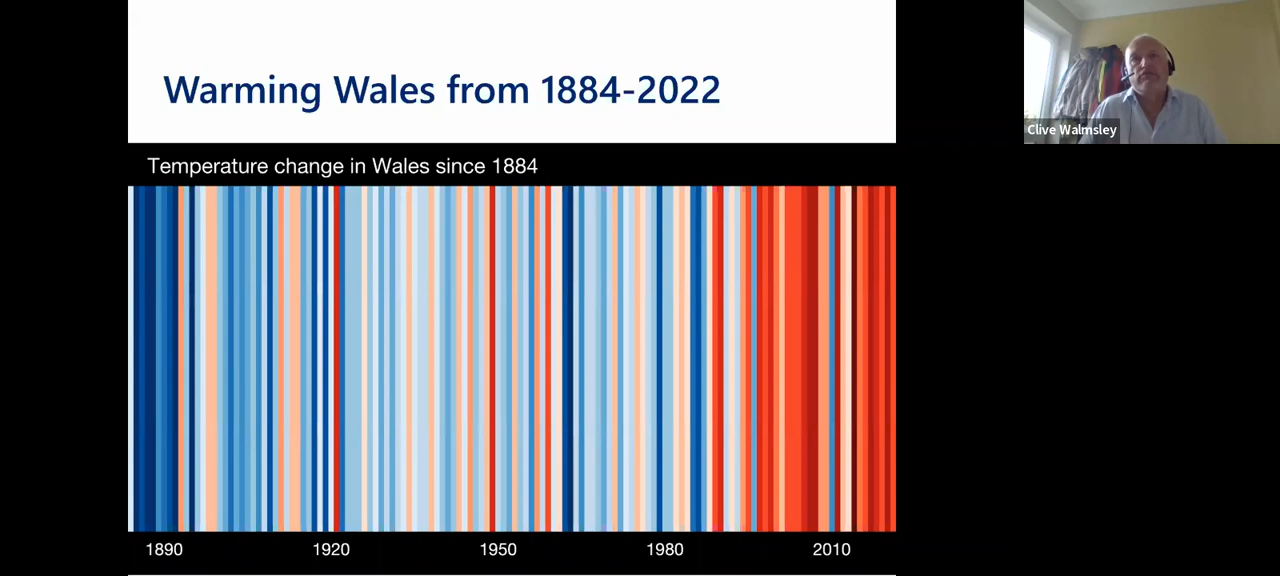 Warming Wales from 1884-2022
Clive Walmsley
Temperature change in Wales since 1884
1890 1920 1950 1980 2010